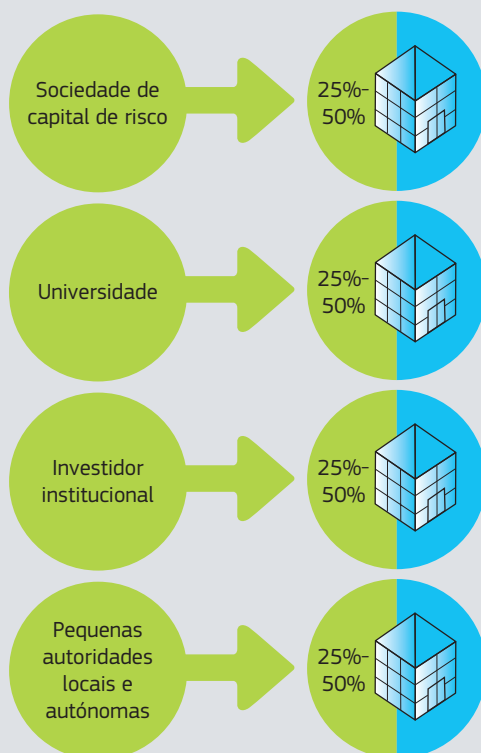 Sociedade de
capital de risco
25%-
50%
Universidade
25%-
50%
Investidor
institucional
25%-
50%
Pequenas
autoridades
locais e
autónomas
25%-
50%